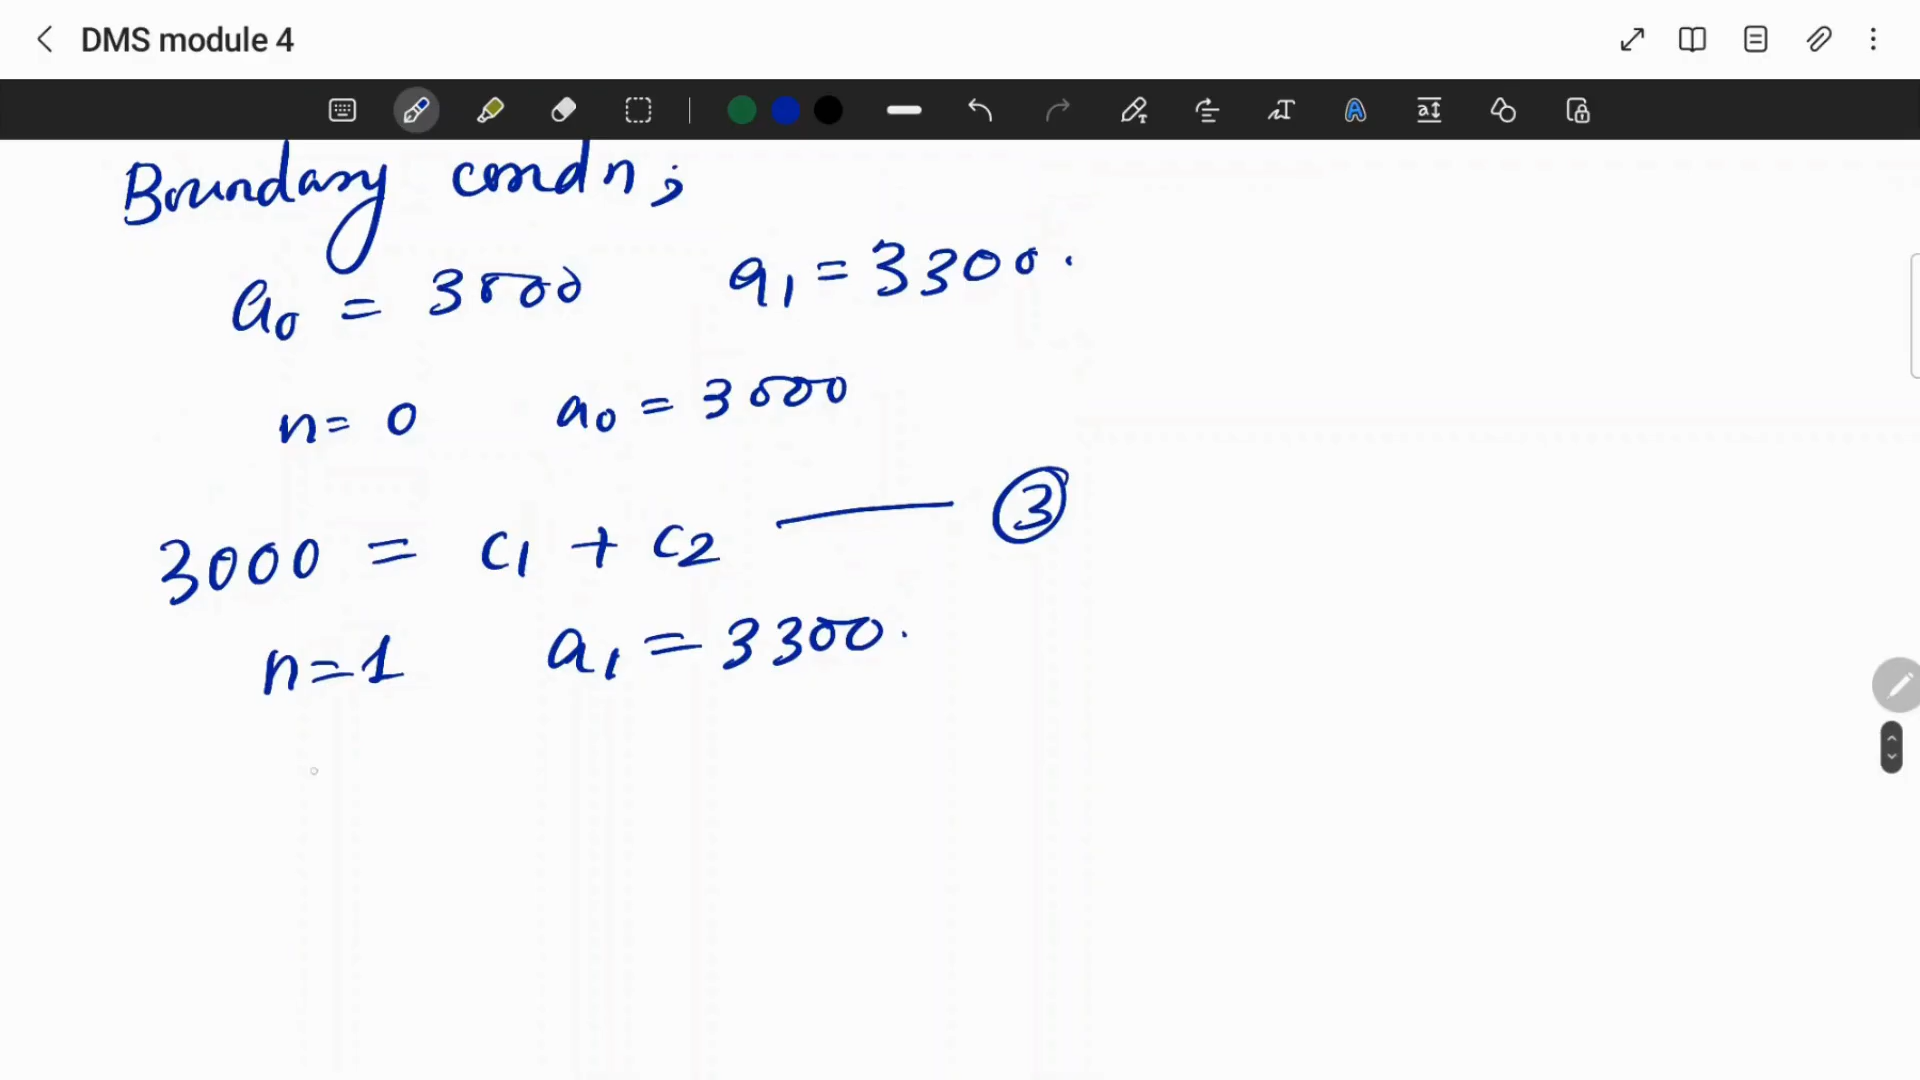 DMS module 4
Boundary condn;
a0 = 3000 a1 = 3300.
n= 0 a0 = 3000
3000 = c1 + c2 —— ③
n=1 a1 = 3300.